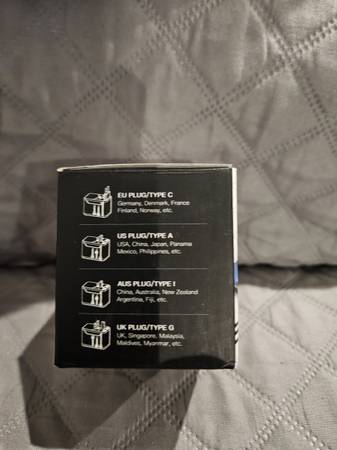 EU PLUG/TYPE C
Germany, Denmark, France
Finland, Norway, etc.
US PLUG/TYPE A
USA, China, Japan, Panama
Mexico, Philippines, etc.
AUS PLUG/TYPE I
China, Australia, New Zealand
Argentina, Fiji, etc.
UK PLUG/TYPE G
UK, Singapore, Malaysia,
Maldives, Myanmar, etc.